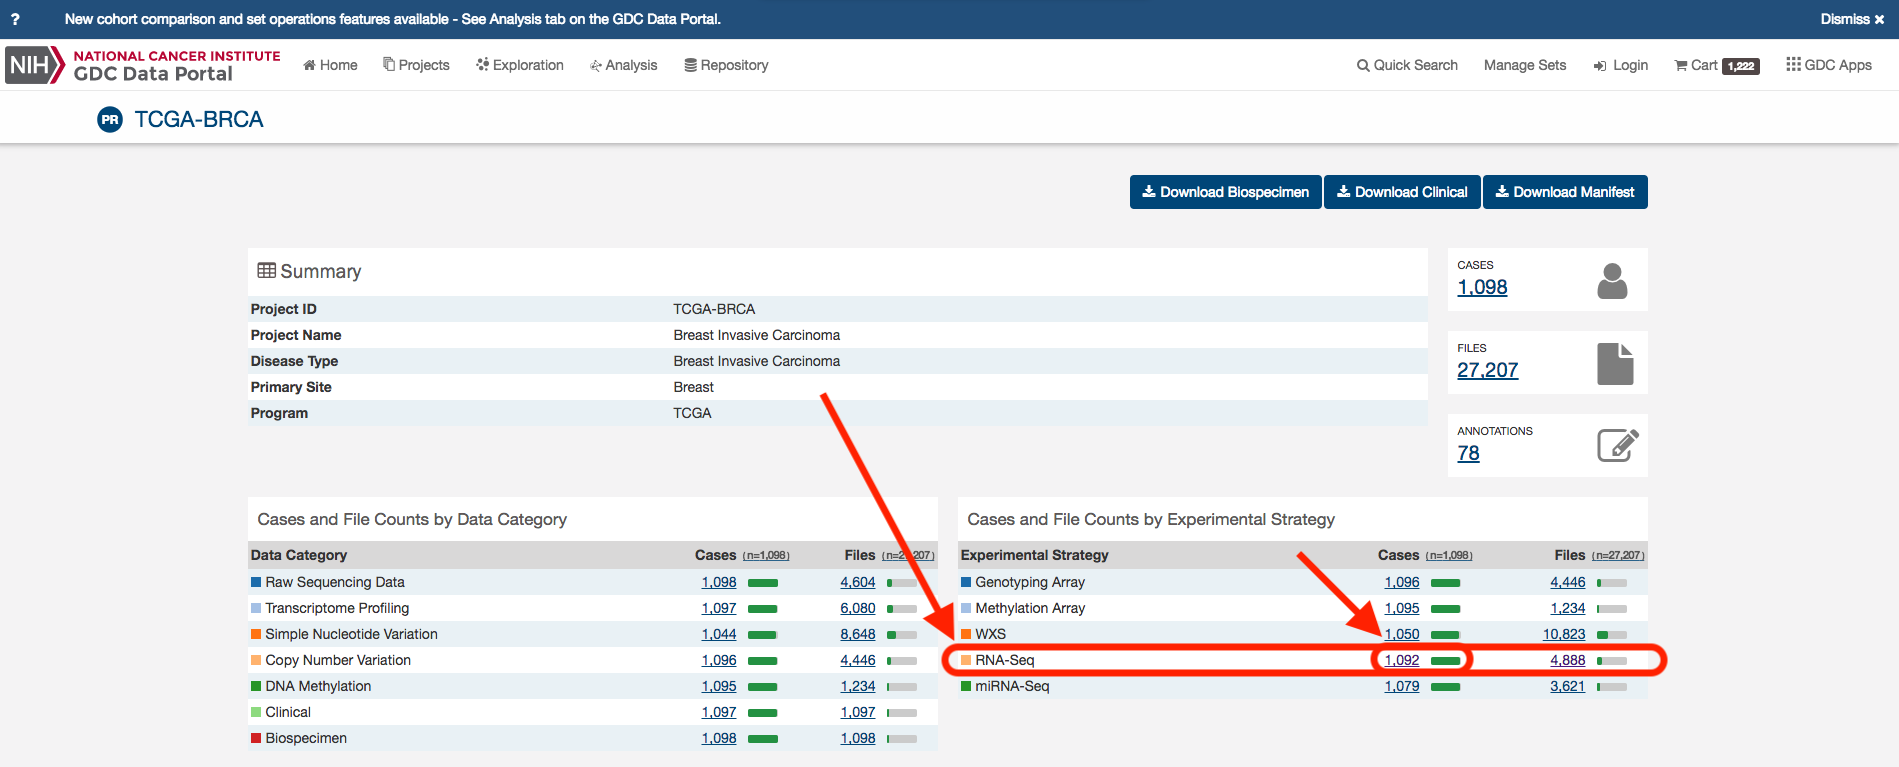 ? New cohort comparison and set operations features available - See Analysis tab on the GDC Data Portal. Dismiss ×
NIH NATIONAL CANCER INSTITUTE
GDC Data Portal
Home Projects Exploration Analysis Repository Quick Search Manage Sets Login Cart 1,222 GDC Apps
PR TCGA-BRCA
Download Biospecimen Download Clinical Download Manifest
Summary
Project ID TCGA-BRCA
Project Name Breast Invasive Carcinoma
Disease Type Breast Invasive Carcinoma
Primary Site Breast
Program TCGA
CASES
1,098
FILES
27,207
ANNOTATIONS
78
Cases and File Counts by Data Category
Data Category Cases (n=1,098) Files (n=27,207)
Raw Sequencing Data 1,098 4,604
Transcriptome Profiling 1,097 6,080
Simple Nucleotide Variation 1,044 8,648
Copy Number Variation 1,096 4,446
DNA Methylation 1,095 1,234
Clinical 1,097 1,097
Biospecimen 1,098 1,098
Cases and File Counts by Experimental Strategy
Experimental Strategy Cases (n=1,098) Files (n=27,207)
Genotyping Array 1,096 4,446
Methylation Array 1,095 1,234
WXS 1,050 10,823
RNA-Seq 1,092 4,888
miRNA-Seq 1,079 3,621